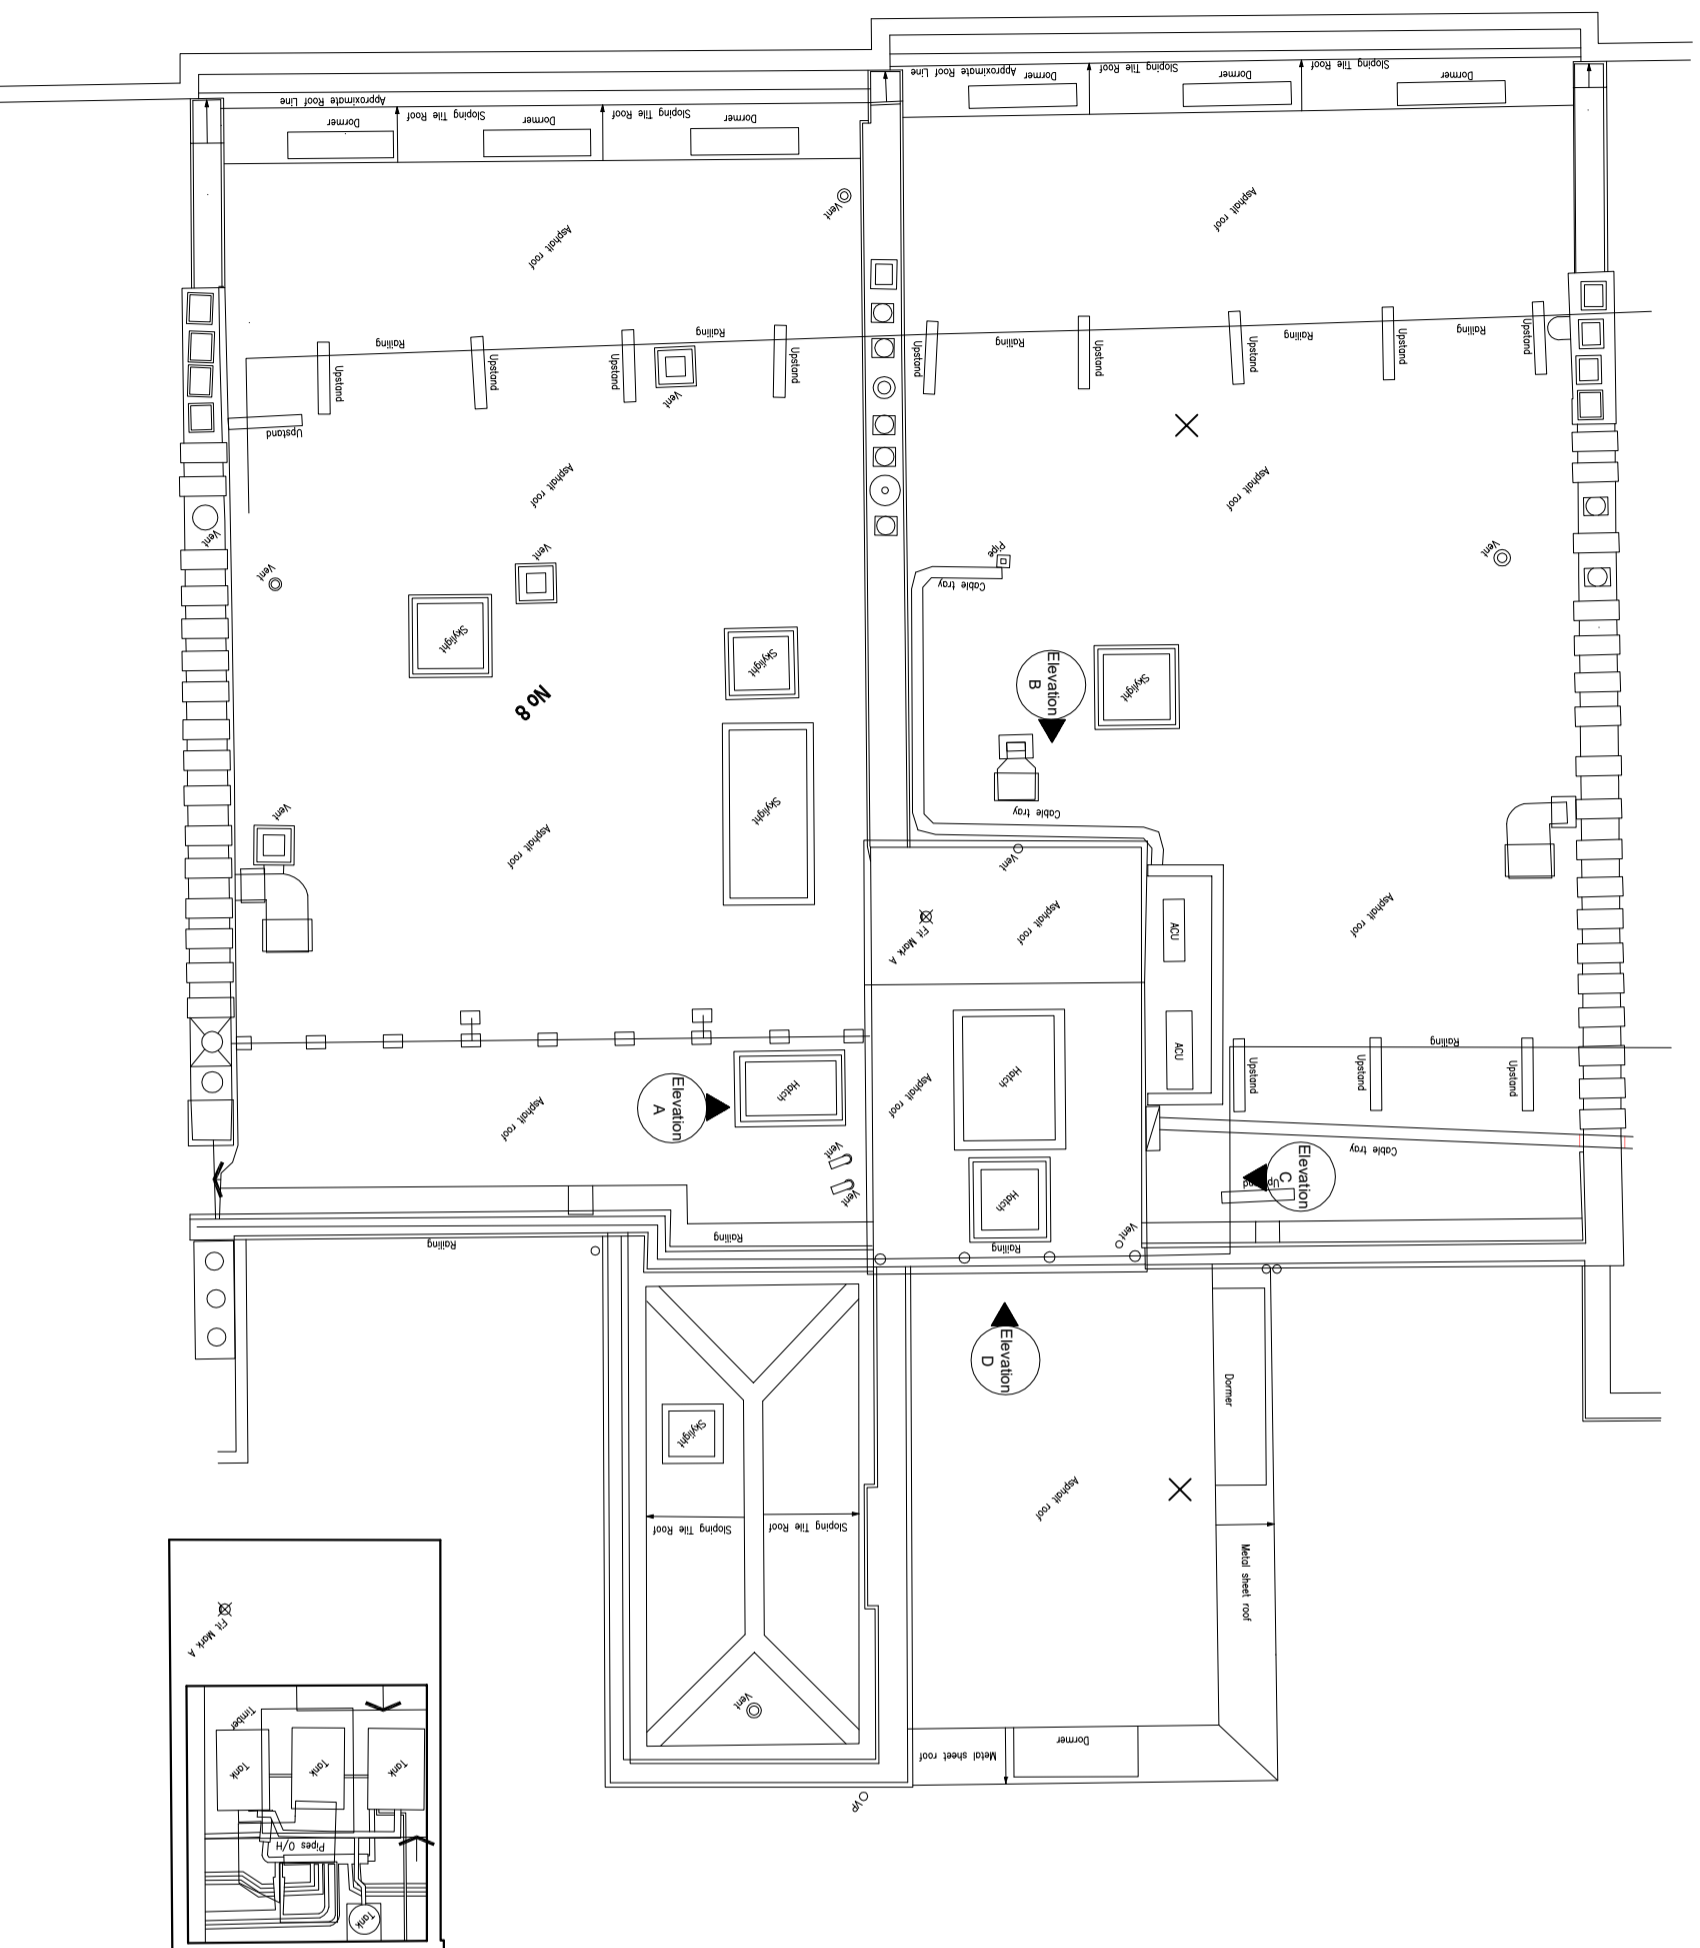 Approximate Roof Line
Dormer
Sloping Tile Roof
Dormer
Sloping Tile Roof
Dormer
Approximate Roof Line
Dormer
Sloping Tile Roof
Dormer
Sloping Tile Roof
Dormer
Vent
Asphalt roof
Asphalt roof
Railing
Railing
Railing
Railing
Railing
Upstand
Upstand
Upstand
Upstand
Upstand
Upstand
Upstand
Upstand
Upstand
Upstand
Vent
Asphalt roof
Asphalt roof
Vent
Vent
Vent
Pipe
Cable tray
Vent
Skylight
Skylight
Skylight
No 8
Elevation
B
Skylight
Cable tray
Vent
Asphalt roof
Vent
Fit Mark A
Asphalt roof
ACU
Asphalt roof
ACU
Hatch
Railing
Upstand
Upstand
Upstand
Asphalt roof
Elevation
A
Hatch
Asphalt roof
Cable tray
Vent
Vent
Hatch
Elevation
C
Upstand
Railing
Railing
Railing
Vent
Elevation
D
Dormer
Skylight
Asphalt roof
Sloping Tile Roof
Sloping Tile Roof
Metal sheet roof
Vent
Metal sheet roof
Dormer
VP
Fit Mark A
Timber
Tank
Tank
Tank
Pipes O/H
Tank